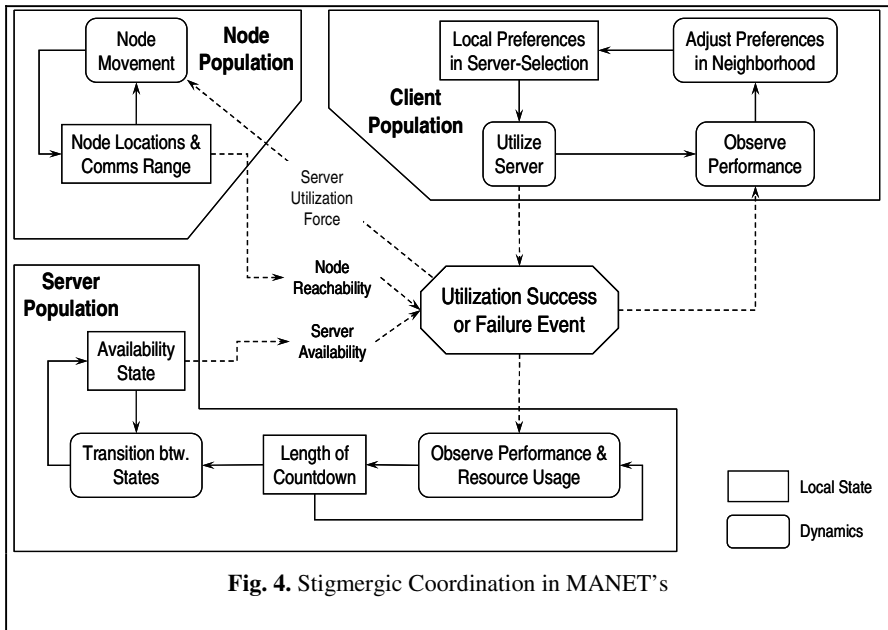 Node
Movement
Node
Population
Node Locations &
Comms Range
Local Preferences
in Server-Selection
Adjust Preferences
in Neighborhood
Client
Population
Utilize
Server
Observe
Performance
Server
Utilization
Force
Node
Reachability
Server
Availability
Utilization Success
or Failure Event
Server
Population
Availability
State
Transition btw.
States
Length of
Countdown
Observe Performance &
Resource Usage
Local State
Dynamics
Fig. 4. Stigmergic Coordination in MANET's